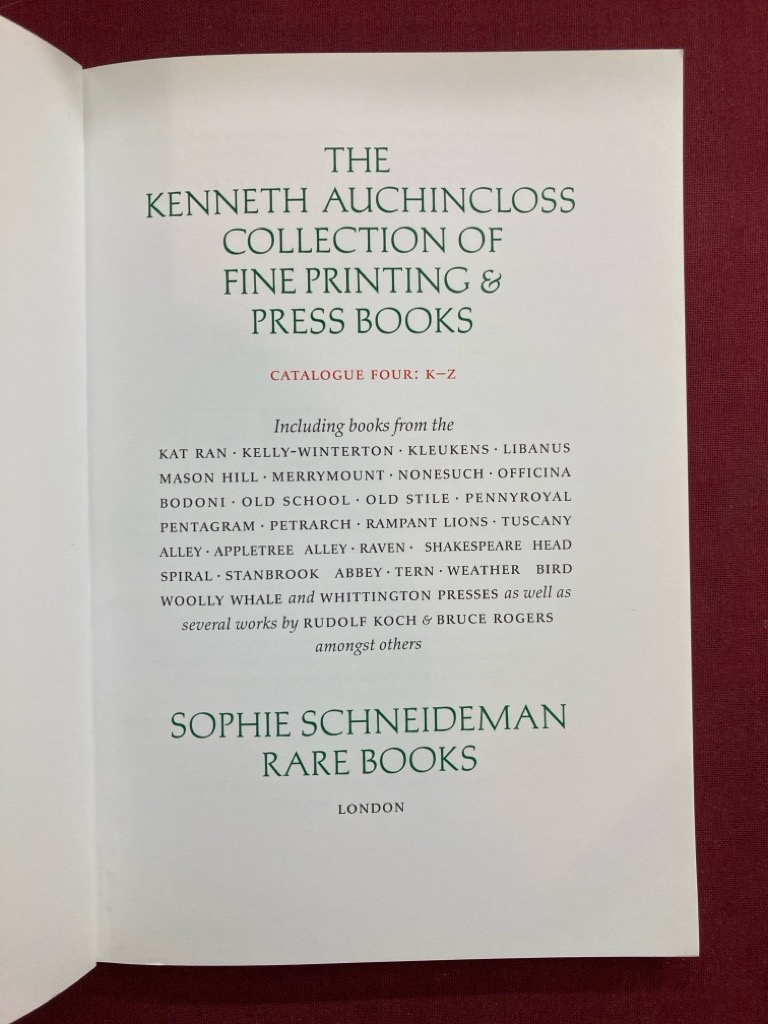 THE
KENNETH AUCHINCLOSS
COLLECTION OF
FINE PRINTING &
PRESS BOOKS
CATALOGUE FOUR: K–Z
Including books from the
KAT RAN · KELLY-WINTERTON · KLEUKENS · LIBANUS
MASON HILL · MERRYMOUNT · NONESUCH · OFFICINA
BODONI · OLD SCHOOL · OLD STILE · PENNYROYAL
PENTAGRAM · PETRARCH · RAMPANT LIONS · TUSCANY
ALLEY · APPLETREE ALLEY · RAVEN · SHAKESPEARE HEAD
SPIRAL · STANBROOK ABBEY · TERN · WEATHER BIRD
WOOLLY WHALE and WHITTINGTON PRESSES as well as
several works by RUDOLF KOCH & BRUCE ROGERS
amongst others
SOPHIE SCHNEIDEMAN
RARE BOOKS
LONDON